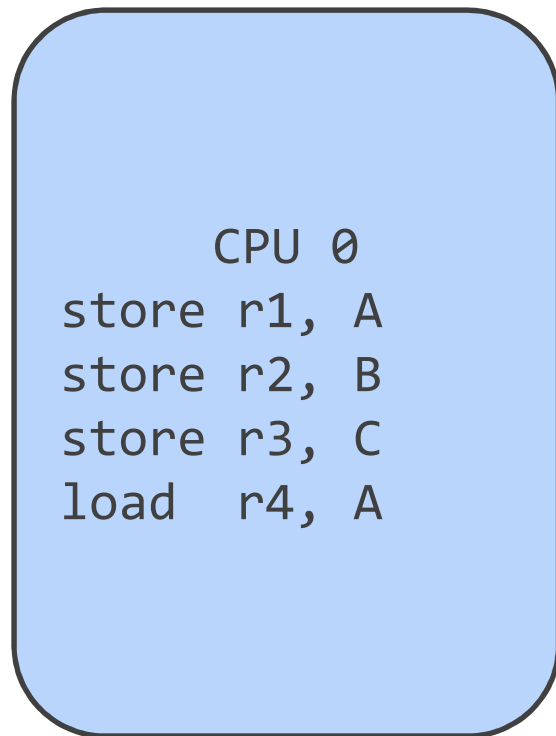 CPU 0
store r1, A
store r2, B
store r3, C
load  r4, A